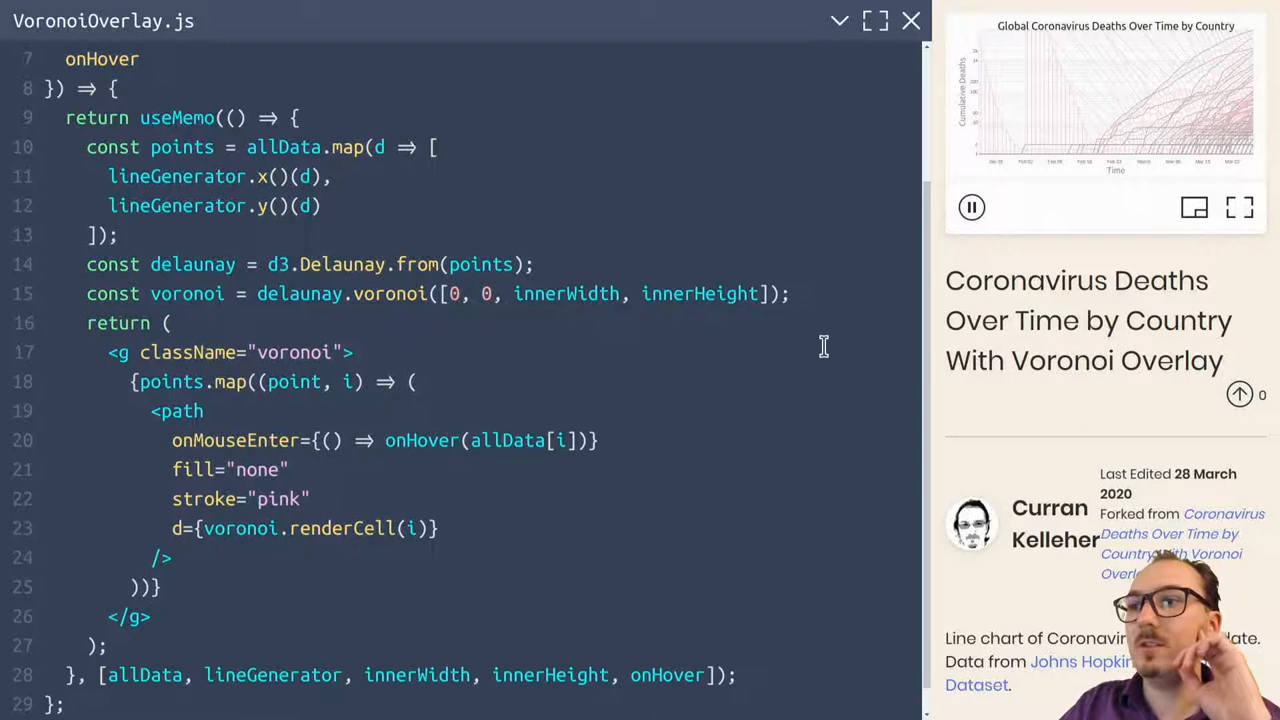 VoronoiOverlay.js
7 onHover
8 }) => {
9 return useMemo(() => {
10 const points = allData.map(d => [
11 lineGenerator.x()(d),
12 lineGenerator.y()(d)
13 ]);
14 const delaunay = d3.Delaunay.from(points);
15 const voronoi = delaunay.voronoi([0, 0, innerWidth, innerHeight]);
16 return (
17 <g className="voronoi">
18 {points.map((point, i) => (
19 <path
20 onMouseEnter={() => onHover(allData[i])}
21 fill="none"
22 stroke="pink"
23 d={voronoi.renderCell(i)}
24 />
25 ))}
26 </g>
27 );
28 }, [allData, lineGenerator, innerWidth, innerHeight, onHover]);
29 };
Global Coronavirus Deaths Over Time by Country
Cumulative Deaths
Time
Coronavirus Deaths
Over Time by Country
With Voronoi Overlay
0
Last Edited 28 March
2020
Curran
Kelleher
Forked from Coronavirus
Deaths Over Time by
Country With Voronoi
Line chart of Coronavir
Data from Johns Hopkin
Dataset.